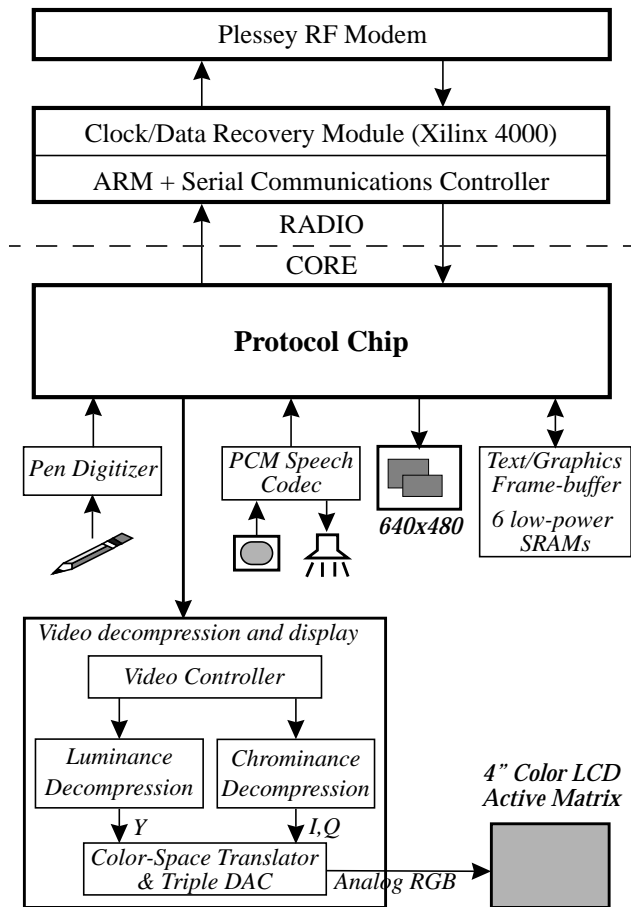 Plessey RF Modem
Clock/Data Recovery Module (Xilinx 4000)
ARM + Serial Communications Controller
RADIO
CORE
Protocol Chip
Pen Digitizer
PCM Speech
Codec
640x480
Text/Graphics
Frame-buffer
6 low-power
SRAMs
Video decompression and display
Video Controller
Luminance
Decompression
Chrominance
Decompression
Y
I,Q
Color-Space Translator
& Triple DAC
Analog RGB
4” Color LCD
Active Matrix